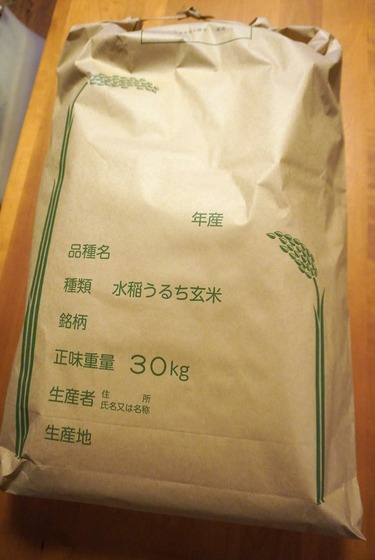 年産
品種名
種類 水稲うるち玄米
銘柄
正味重量 30kg
生産者 住所
氏名又は名称
生産地